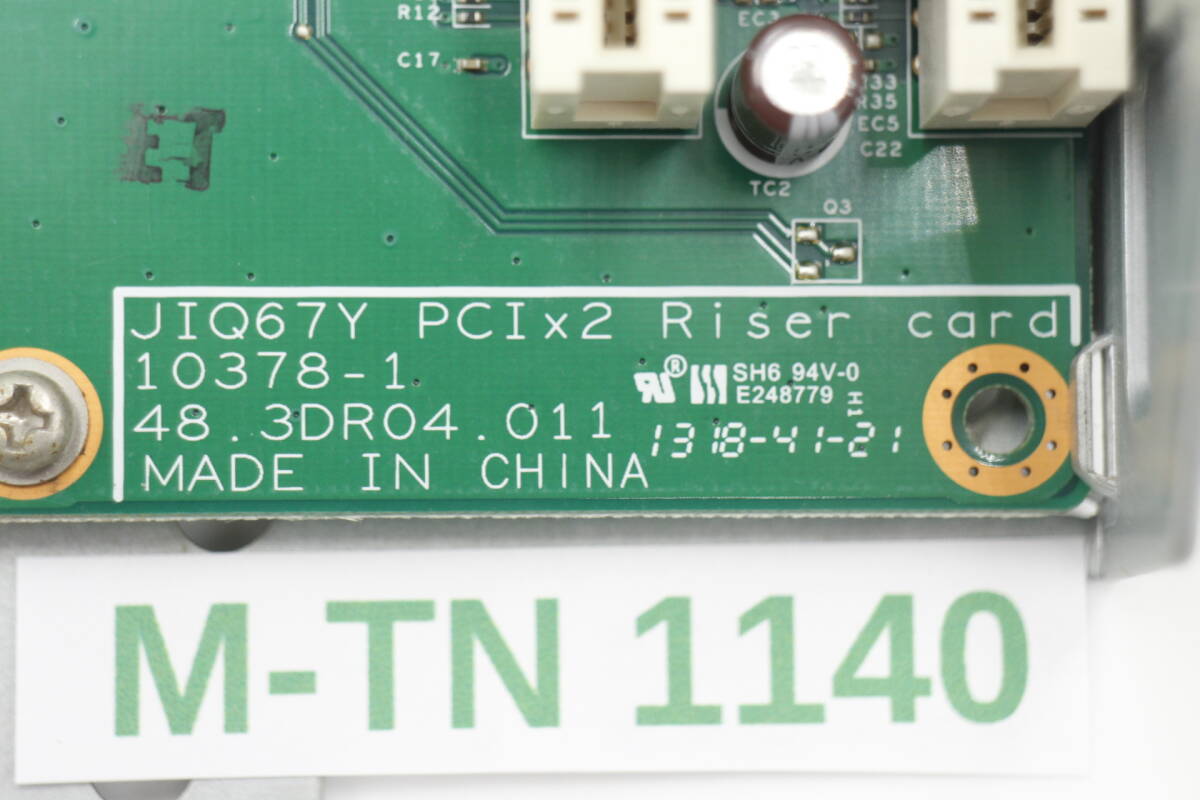 R12
EC3
C17
R35
EC5
C22
TC2
Q3
JIQ67Y PCIx2 Riser card
10378-1
48.3DR04.011
MADE IN CHINA
SH6 94V-0
E248779
H1
1318-41-21
M-TN 1140